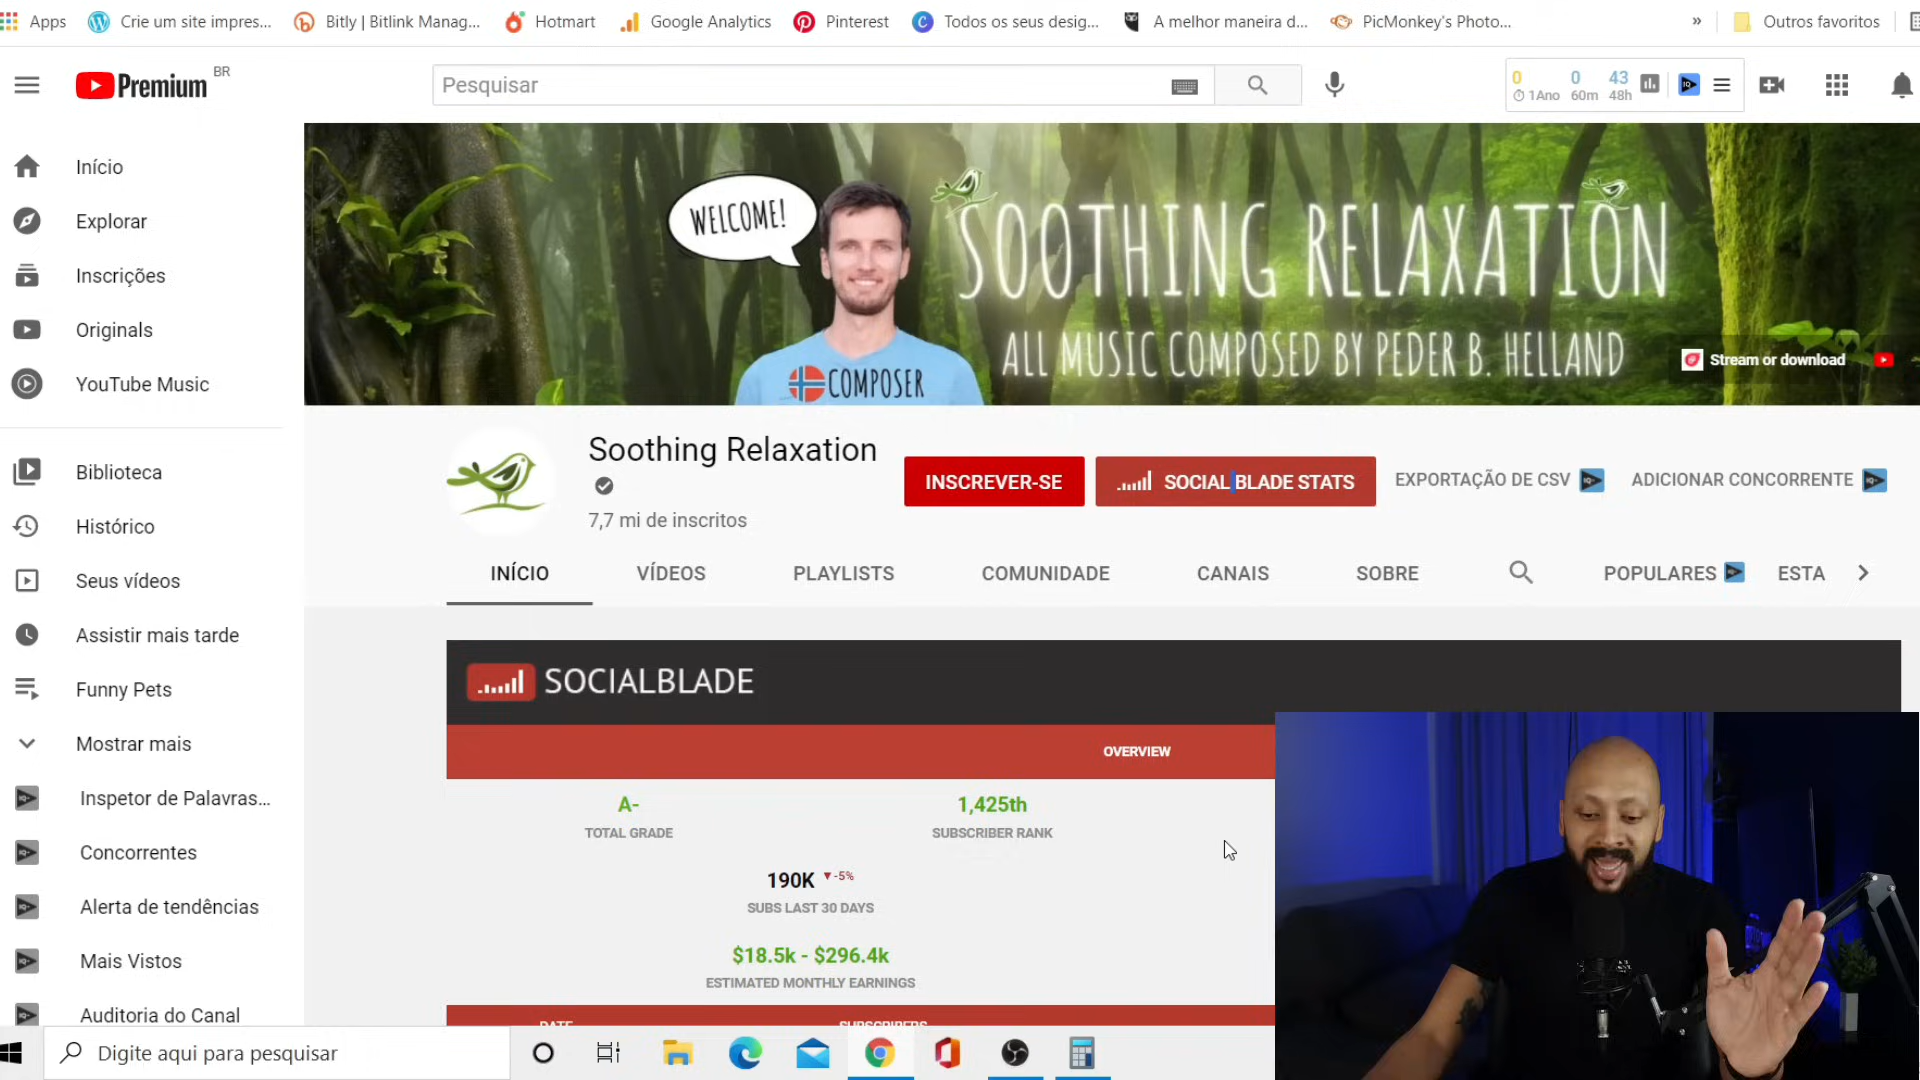 Apps
Crie um site impres...
Bitly | Bitlink Manag...
Hotmart
Google Analytics
Pinterest
Todos os seus desig...
A melhor maneira d...
PicMonkey's Photo...
»
Outros favoritos
Premium BR
Pesquisar
0 0 43
1Ano 60m 48h
Início
Explorar
Inscrições
Originals
YouTube Music
Biblioteca
Histórico
Seus vídeos
Assistir mais tarde
Funny Pets
Mostrar mais
Inspetor de Palavras...
Concorrentes
Alerta de tendências
Mais Vistos
Auditoria do Canal
WELCOME!
COMPOSER
SOOTHING RELAXATION
ALL MUSIC COMPOSED BY PEDER B. HELLAND
Stream or download
Soothing Relaxation
7,7 mi de inscritos
INSCREVER-SE
SOCIAL BLADE STATS
EXPORTAÇÃO DE CSV
ADICIONAR CONCORRENTE
INÍCIO
VÍDEOS
PLAYLISTS
COMUNIDADE
CANAIS
SOBRE
POPULARES
ESTA
SOCIALBLADE
OVERVIEW
A-
TOTAL GRADE
1,425th
SUBSCRIBER RANK
190K ▼-5%
SUBS LAST 30 DAYS
$18.5k - $296.4k
ESTIMATED MONTHLY EARNINGS
DATE
SUBSCRIBERS
Digite aqui para pesquisar